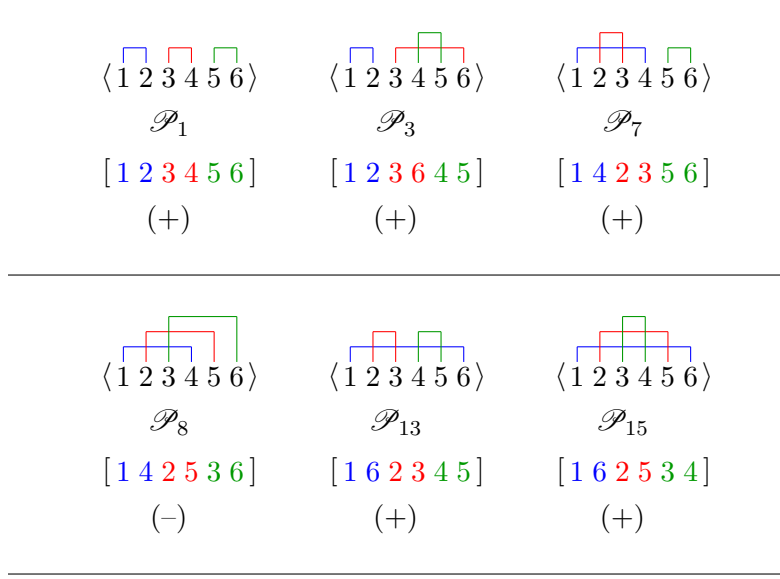 ⟨1 2 3 4 5 6⟩ ⟨1 2 3 4 5 6⟩ ⟨1 2 3 4 5 6⟩
𝒫₁ 𝒫₃ 𝒫₇
[1 2 3 4 5 6] [1 2 3 6 4 5] [1 4 2 3 5 6]
(+) (+) (+)
⟨1 2 3 4 5 6⟩ ⟨1 2 3 4 5 6⟩ ⟨1 2 3 4 5 6⟩
𝒫₈ 𝒫₁₃ 𝒫₁₅
[1 4 2 5 3 6] [1 6 2 3 4 5] [1 6 2 5 3 4]
(–) (+) (+)